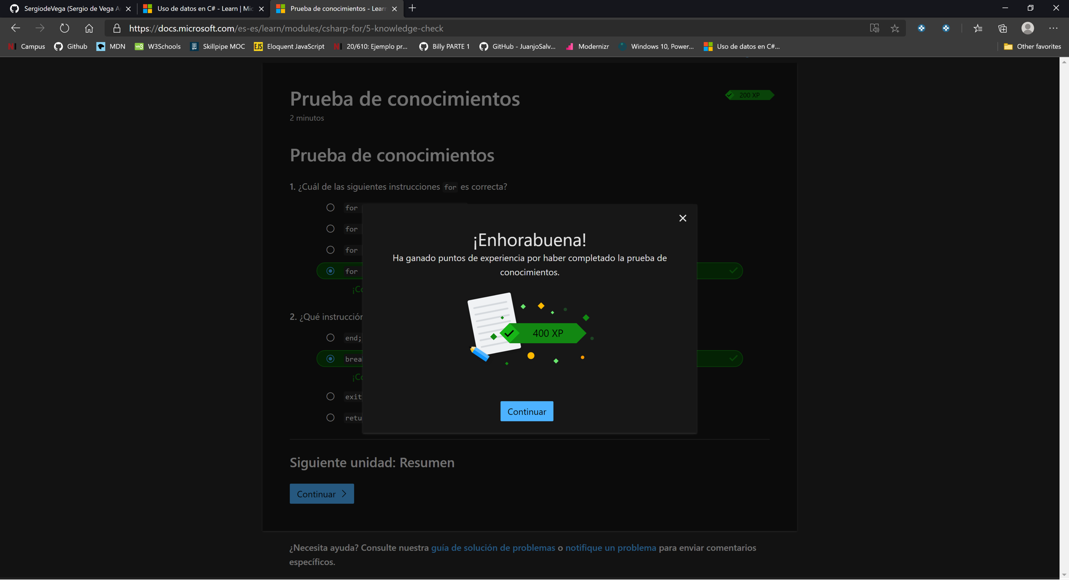 SergiodeVega (Sergio de Vega A
Uso de datos en C# - Learn | Mic
Prueba de conocimientos - Learn
https://docs.microsoft.com/es-es/learn/modules/csharp-for/5-knowledge-check
Campus
Github
MDN
W3Schools
Skillpipe MOC
Eloquent JavaScript
20/610: Ejemplo pr...
Billy PARTE 1
GitHub - JuanjoSalv...
Modernizr
Windows 10, Power...
Uso de datos en C#...
Other favorites
Prueba de conocimientos
200 XP
2 minutos
Prueba de conocimientos
1. ¿Cuál de las siguientes instrucciones for es correcta?
for
for
for
for
¡Co
2. ¿Qué instrucción
end;
brea
¡Co
exit
retu
¡Enhorabuena!
Ha ganado puntos de experiencia por haber completado la prueba de
conocimientos.
400 XP
Continuar
Siguiente unidad: Resumen
Continuar
¿Necesita ayuda? Consulte nuestra guía de solución de problemas o notifique un problema para enviar comentarios
específicos.